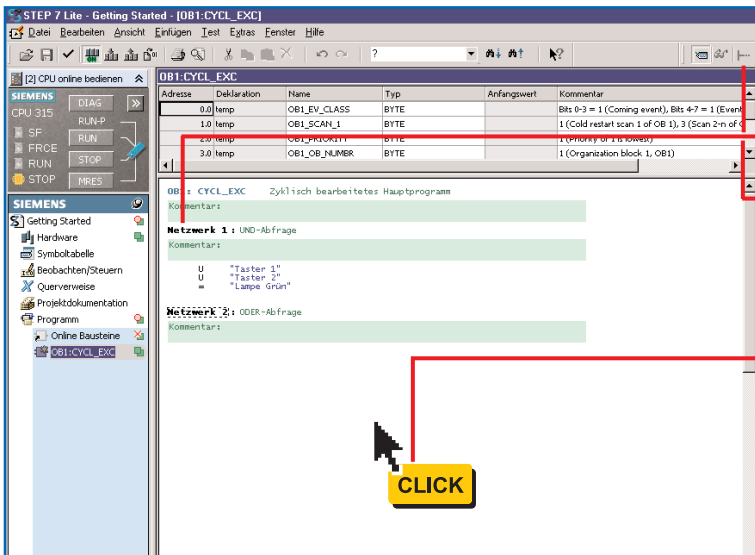 STEP 7 Lite - Getting Started - [OB1:CYCL_EXC]
Datei Bearbeiten Ansicht Einfügen Test Extras Fenster Hilfe
?
[2] CPU online bedienen
SIEMENS
CPU 315
DIAG
RUN-P
SF
RUN
FRCE
RUN
STOP
STOP
MRES
SIEMENS
Getting Started
Hardware
Symboltabelle
Beobachten/Steuern
Querverweise
Projektdokumentation
Programm
Online Bausteine
OB1:CYCL_EXC
OB1:CYCL_EXC
Adresse Deklaration Name Typ Anfangswert Kommentar
0.0 temp OB1_EV_CLASS BYTE Bits 0-3 = 1 (Coming event), Bits 4-7 = 1 (Event
1.0 temp OB1_SCAN_1 BYTE 1 (Cold restart scan 1 of OB 1), 3 (Scan 2-n of
2.0 temp OB1_PRIORITY BYTE 1 (Priority of 1 is lowest)
3.0 temp OB1_OB_NUMBR BYTE 1 (Organization block 1, OB1)
OB1: CYCL_EXC Zyklisch bearbeitetes Hauptprogramm
Kommentar:
Netzwerk 1: UND-Abfrage
Kommentar:
U "Taster 1"
U "Taster 2"
= "Lampe Grün"
Netzwerk 2: ODER-Abfrage
Kommentar:
CLICK